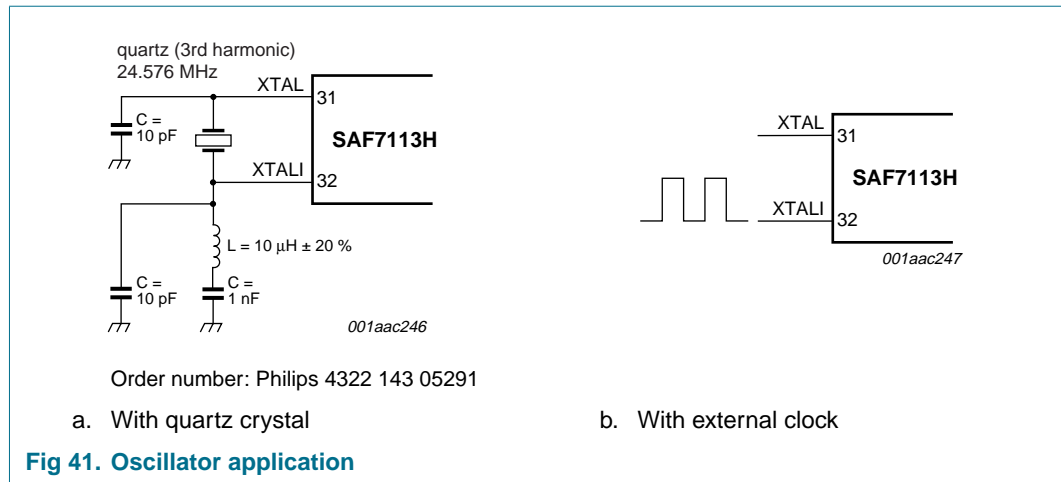 quartz (3rd harmonic)
24.576 MHz
XTAL
31
C =
10 pF
SAF7113H
XTALI
32
L = 10 μH ± 20 %
C =
10 pF
C =
1 nF
001aac246
Order number: Philips 4322 143 05291
a. With quartz crystal
XTAL
31
SAF7113H
XTALI
32
001aac247
b. With external clock
Fig 41. Oscillator application